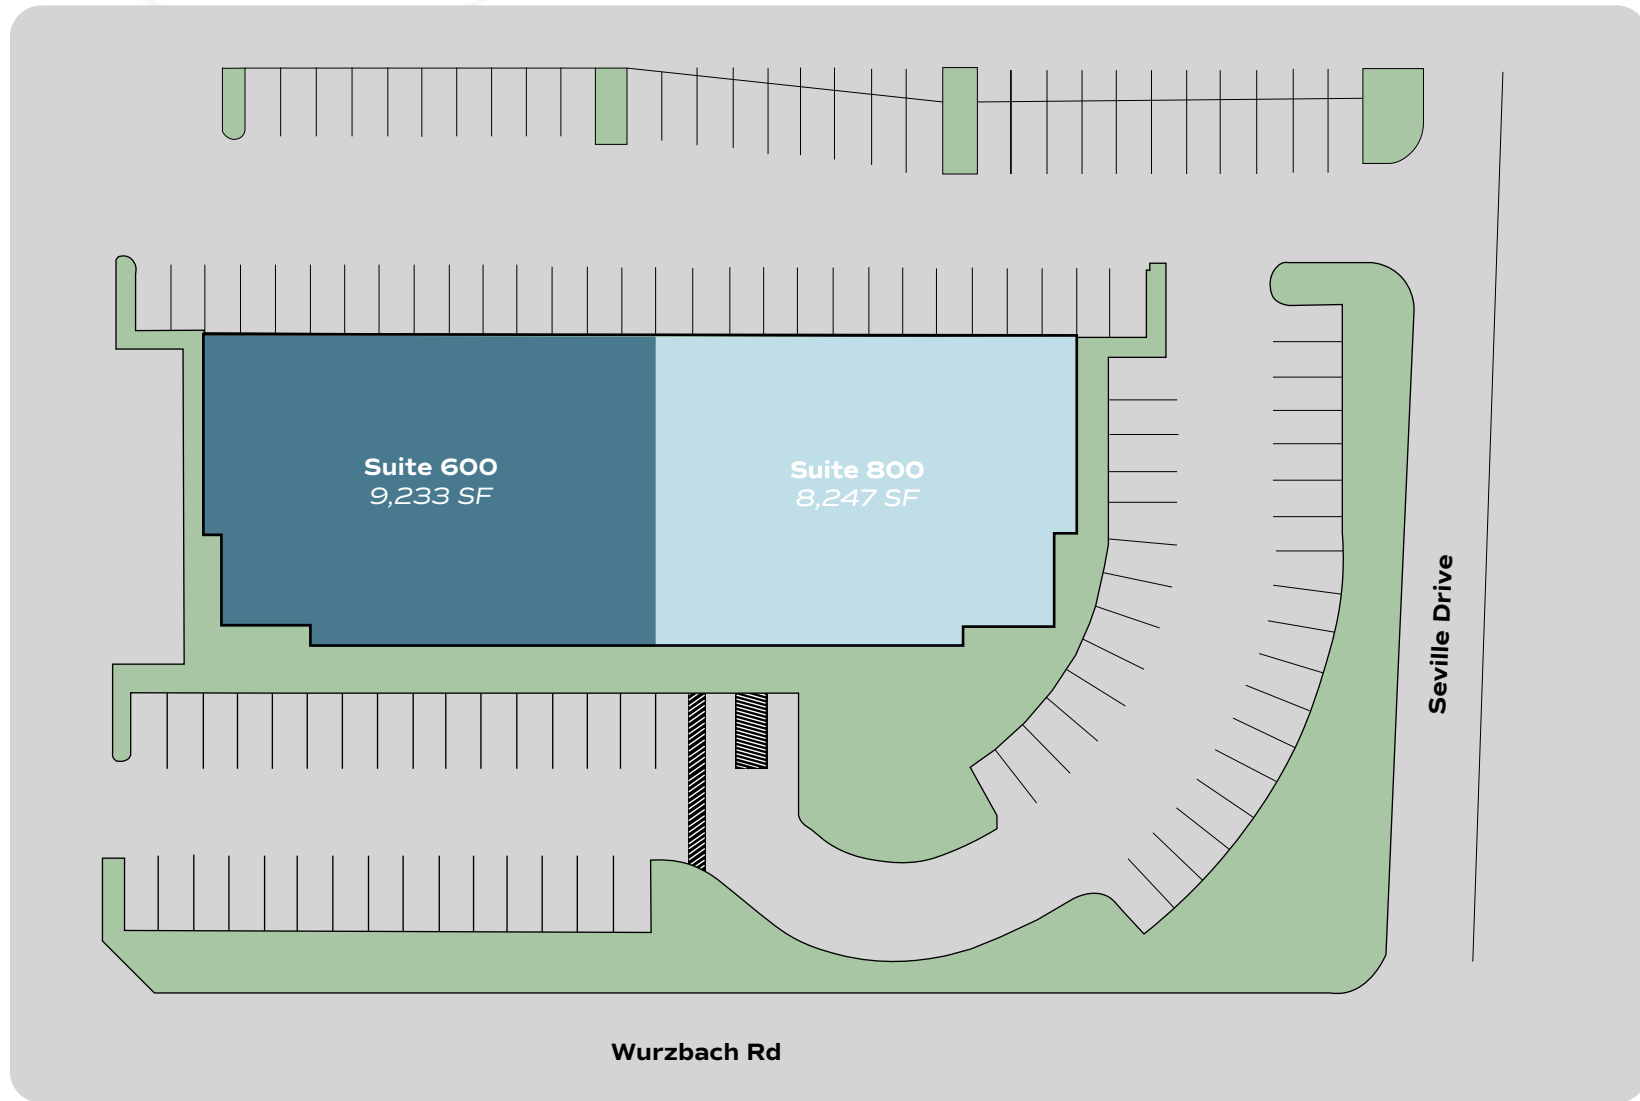 Suite 600
9,233 SF
Suite 800
8,247 SF
Seville Drive
Wurzbach Rd